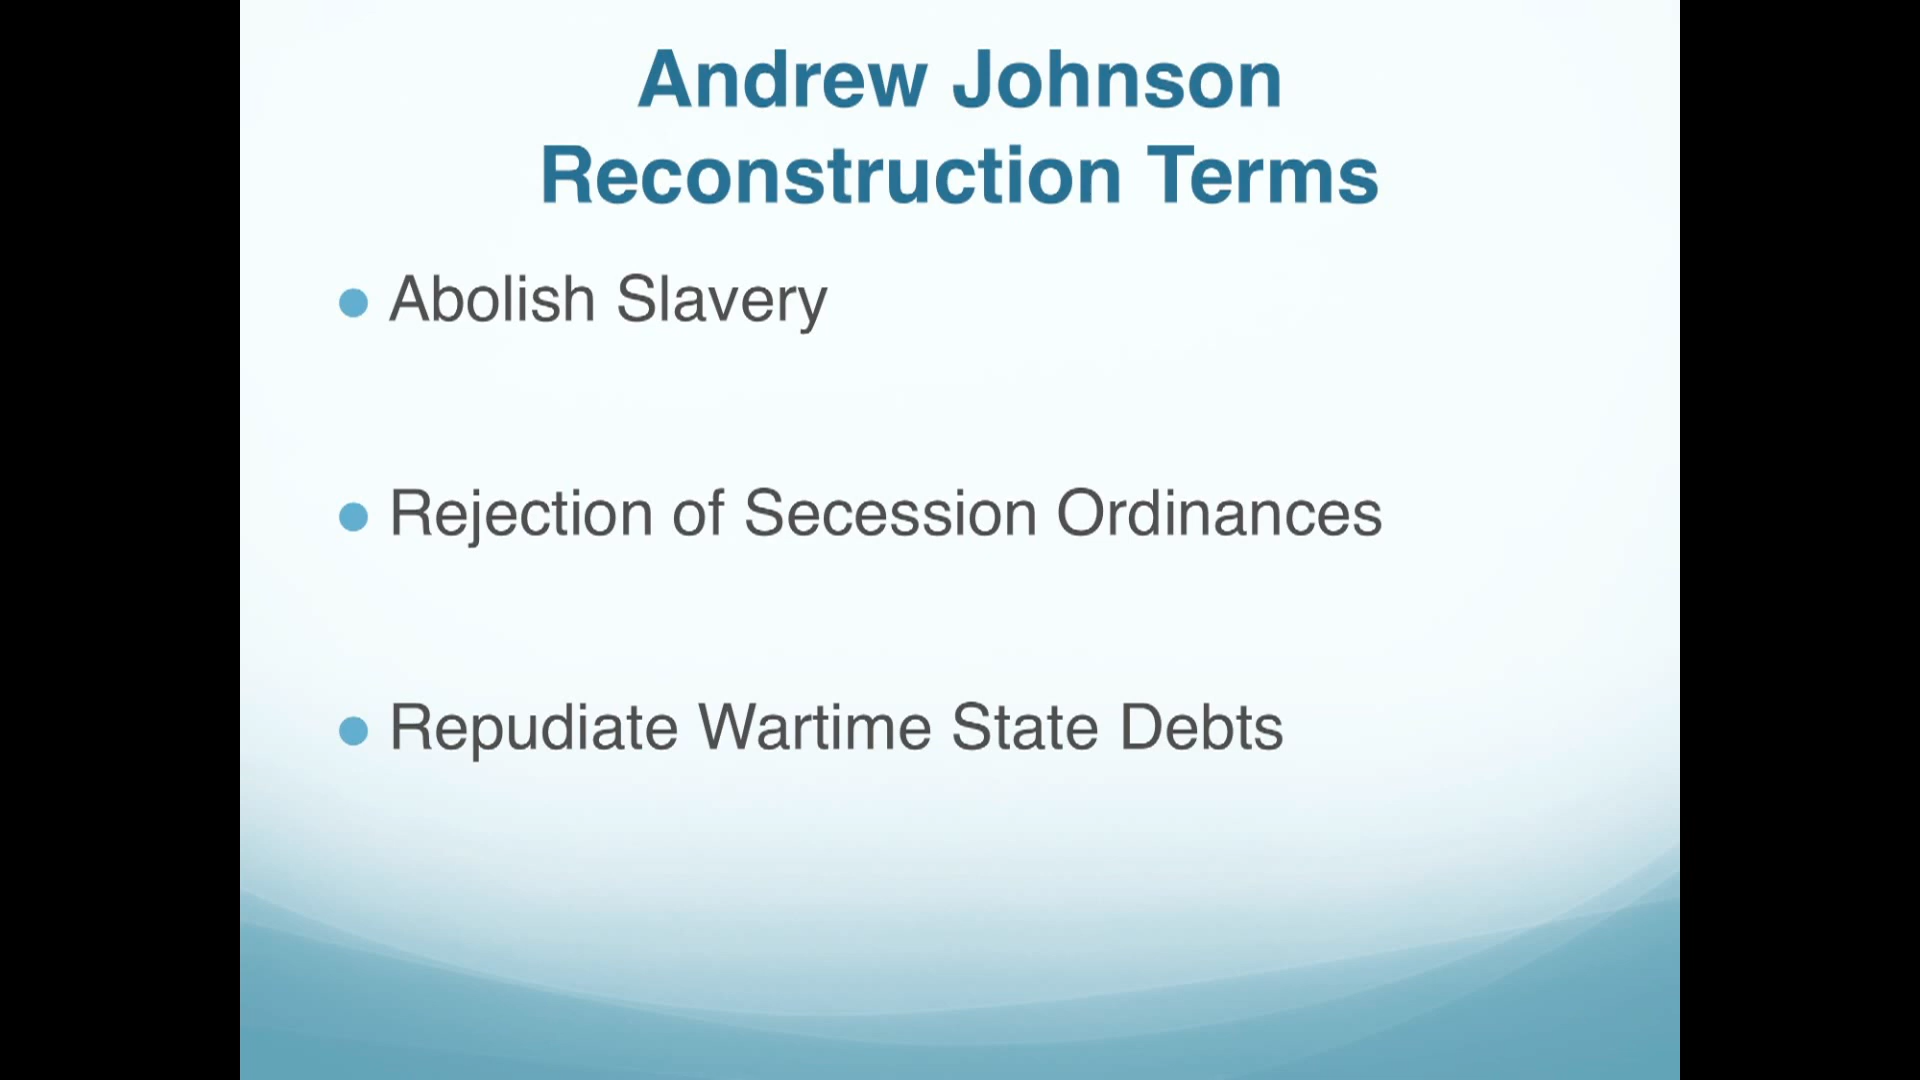 Andrew Johnson
Reconstruction Terms
Abolish Slavery
Rejection of Secession Ordinances
Repudiate Wartime State Debts